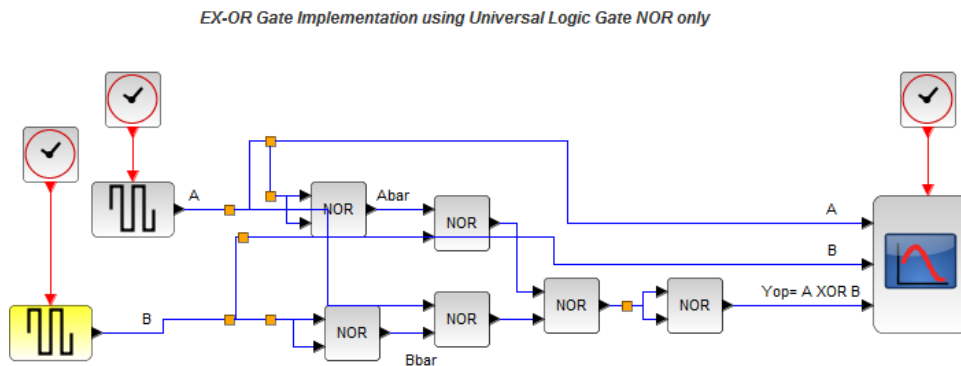 EX-OR Gate Implementation using Universal Logic Gate NOR only
A
NOR
Abar
NOR
A
B
B
NOR
NOR
Bbar
NOR
NOR
Yop= A XOR B